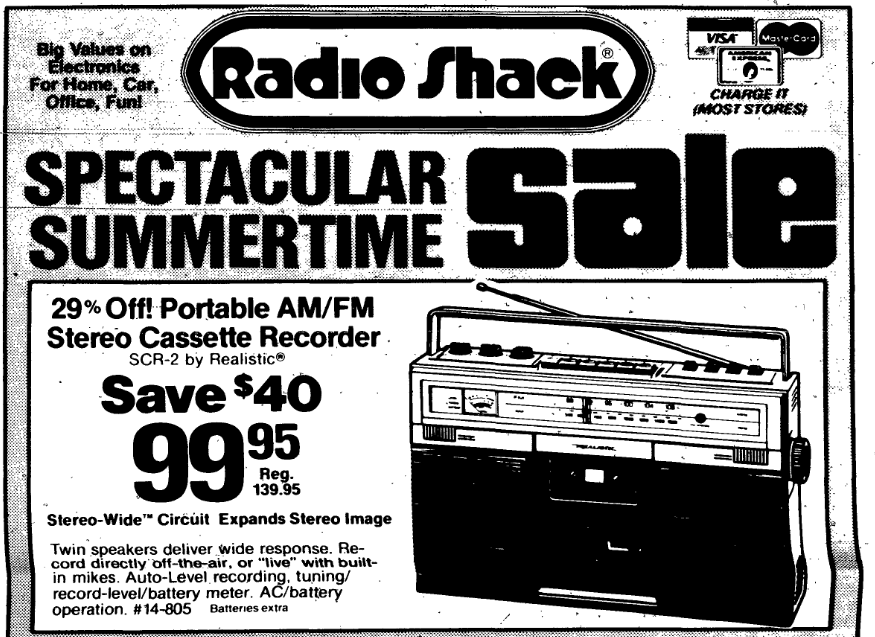 Big Values on
Electronics
For Home, Car,
Office, Fun!
Radio Shack®
VISA
MasterCard
AMERICAN
EXPRESS
CHARGE IT
(MOST STORES)
SPECTACULAR
SUMMERTIME
sale
29% Off! Portable AM/FM
Stereo Cassette Recorder
SCR-2 by Realistic®
Save $40
99 95
Reg.
139.95
Stereo-Wide™ Circuit Expands Stereo Image
Twin speakers deliver wide response. Re-
cord directly off-the-air, or "live" with built-
in mikes. Auto-Level recording, tuning/
record-level/battery meter. AC/battery
operation. #14-805 Batteries extra
REALISTIC